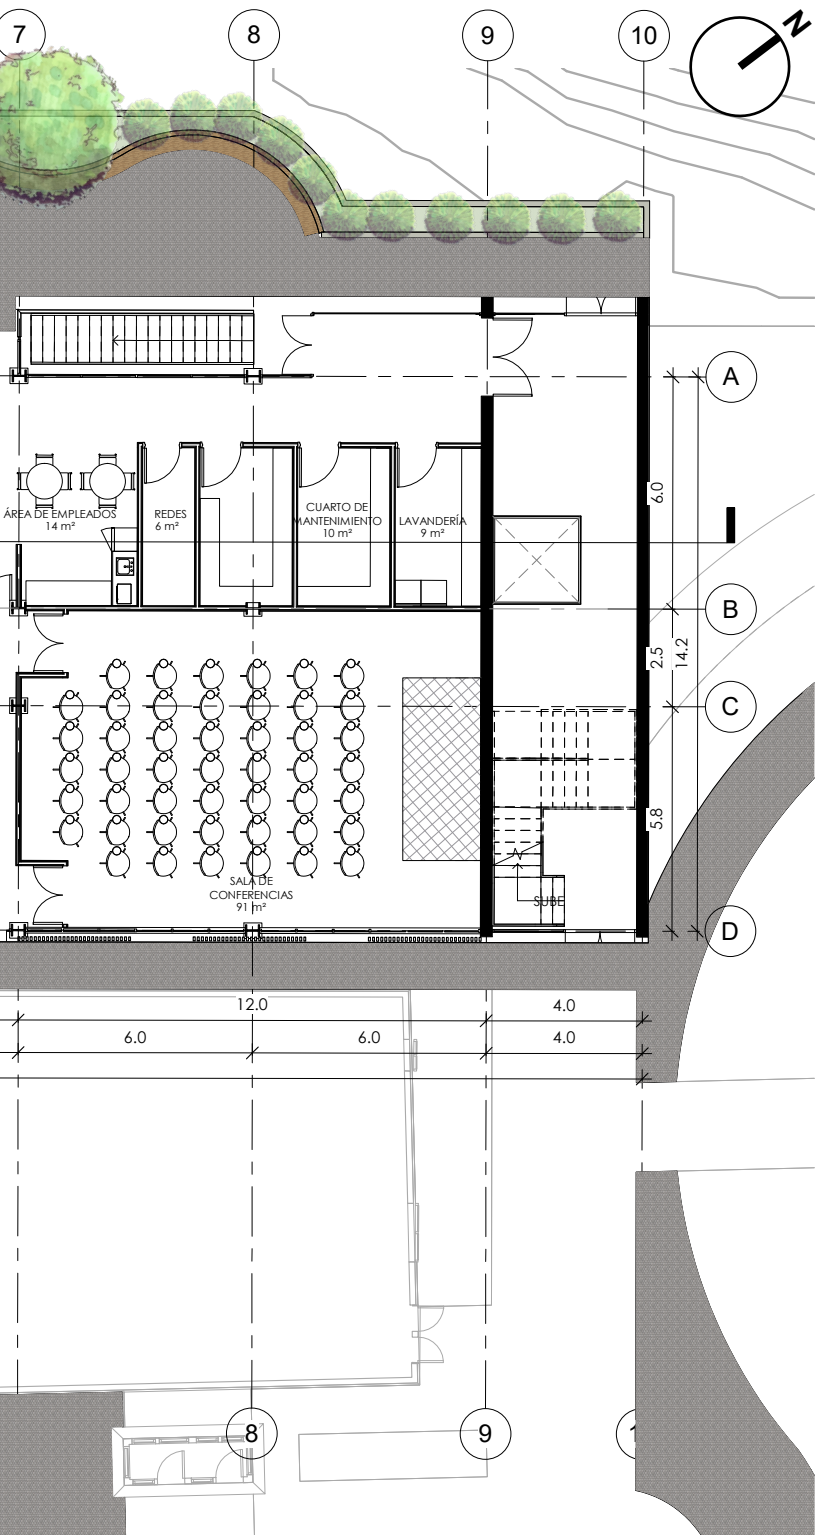 7
8
9
10
N
A
6.0
ÁREA DE EMPLEADOS
14 m²
REDES
6 m²
CUARTO DE
MANTENIMIENTO
10 m²
LAVANDERÍA
9 m²
B
2.5
14.2
C
5.8
SALA DE
CONFERENCIAS
91 m²
SUBE
D
12.0
4.0
6.0
6.0
4.0
8
9
1